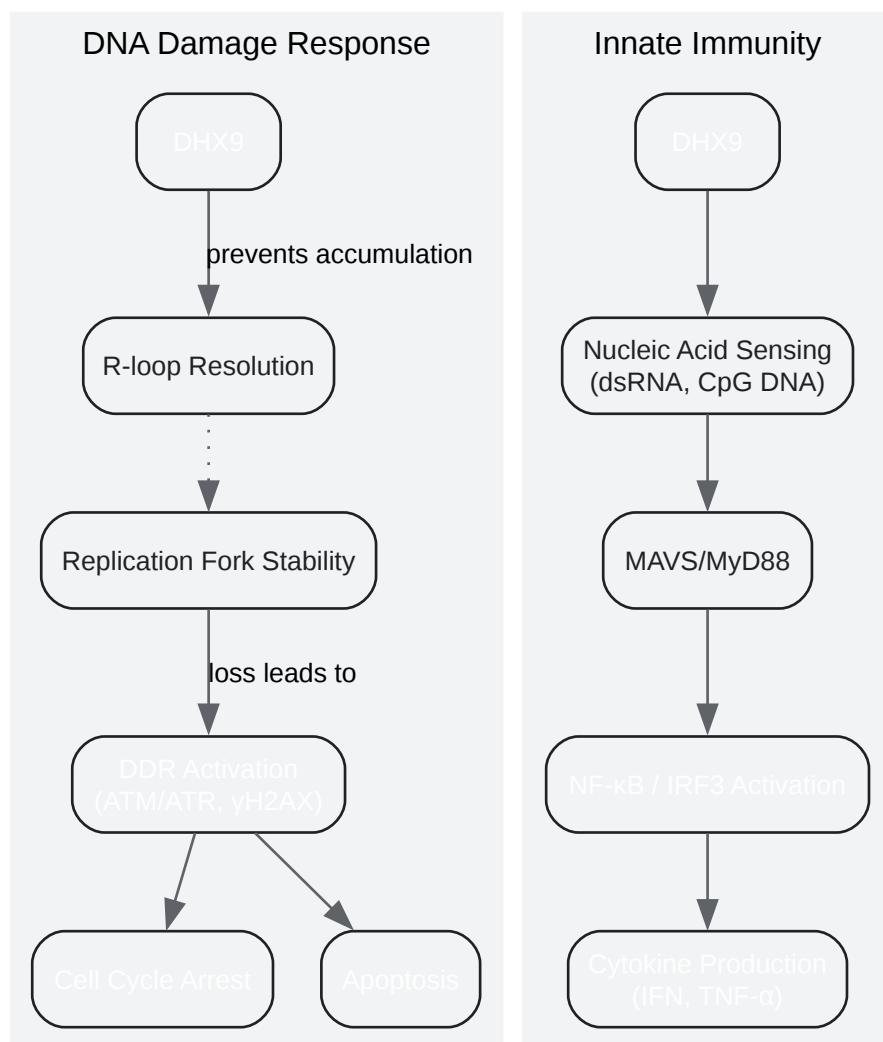 DNA Damage Response
DHX9
prevents accumulation
R-loop Resolution
Replication Fork Stability
loss leads to
DDR Activation
(ATM/ATR, γH2AX)
Cell Cycle Arrest
Apoptosis
Innate Immunity
DHX9
Nucleic Acid Sensing
(dsRNA, CpG DNA)
MAVS/MyD88
NF-κB / IRF3 Activation
Cytokine Production
(IFN, TNF-α)